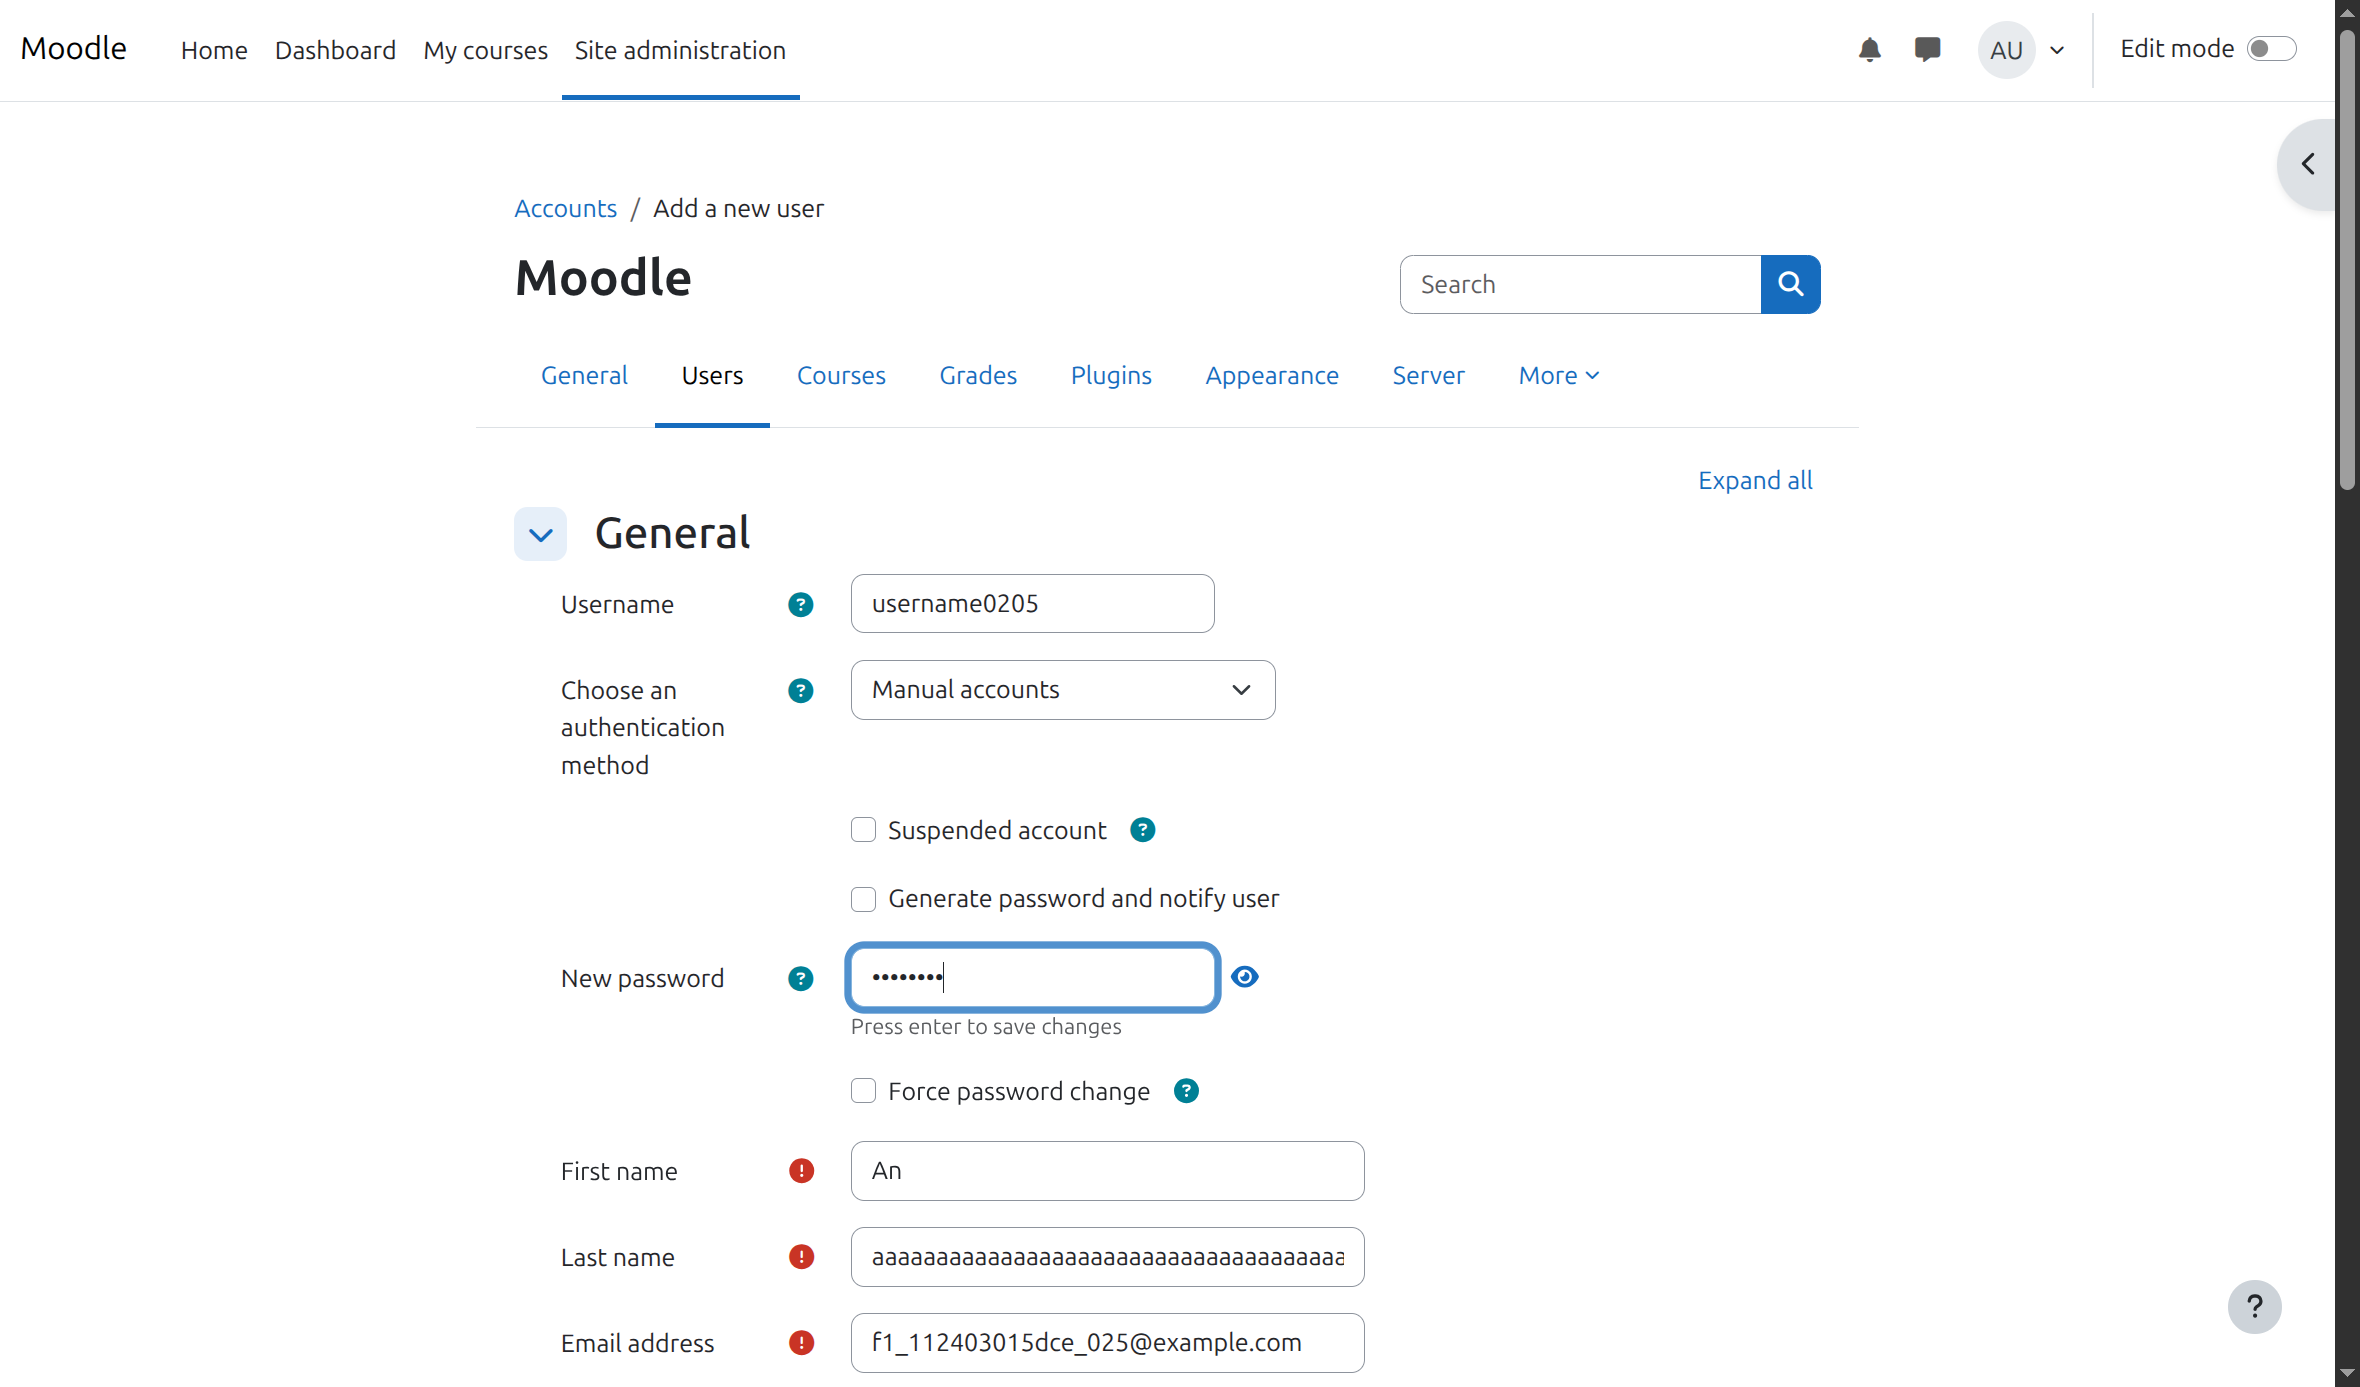 Moodle
Home
Dashboard
My courses
Site administration
AU
Edit mode
Accounts / Add a new user
Moodle
Search
General
Users
Courses
Grades
Plugins
Appearance
Server
More
Expand all
General
Username
?
username0205
Choose an authentication method
?
Manual accounts
Suspended account
?
Generate password and notify user
New password
?
••••••••
Press enter to save changes
Force password change
?
First name
!
An
Last name
!
aaaaaaaaaaaaaaaaaaaaaaaaaaaaaaaaaaaaa
Email address
!
f1_112403015dce_025@example.com
?